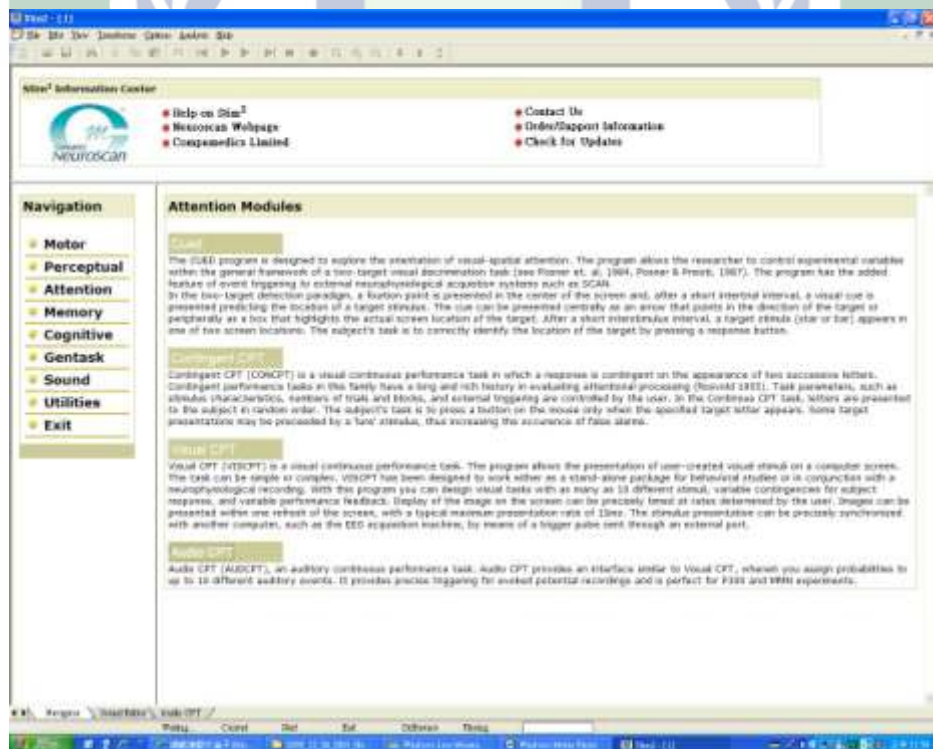 Stim² Information Center
Help on Stim²
Neuroscan Webpage
Compumedics Limited
Contact Us
Order/Support Information
Check for Updates
Neuroscan
Navigation
Motor
Perceptual
Attention
Memory
Cognitive
Gentask
Sound
Utilities
Exit
Attention Modules
Cued
The CUED program is designed to explore the orientation of visual-spatial attention. The program allows the researcher to control experimental variables
within the general framework of a two-target visual discrimination task (see Posner et. al. 1984, Posner & Presti, 1987). The program has the added
feature of event triggering to external neurophysiological acquisition systems such as SCAN.
In the two-target detection paradigm, a fixation point is presented in the center of the screen and, after a short intertrial interval, a visual cue is
presented predicting the location of a target stimulus. The cue can be presented centrally as an arrow that points in the direction of the target or
peripherally as a box that highlights the actual screen location of the target. After a short interstimulus interval, a target stimuls (star or bar) appears in
one of two screen locations. The subject's task is to correctly identify the location of the target by pressing a response button.
Contingent CPT
Contingent CPT (CONCPT) is a visual continuous performance task in which a response is contingent on the appearance of two successive letters.
Contingent performance tasks in this family have a long and rich history in evaluating attentional processing (Rosvold 1955). Task parameters, such as
stimulus characteristics, numbers of trials and blocks, and external triggering are controlled by the user. In the Continous CPT task, letters are presented
to the subject in random order. The subject's task is to press a button on the mouse only when the specified target letter appears. Some target
presentations may be preceeded by a 'lure' stimulus, thus increasing the occurence of false alarms.
Visual CPT
Visual CPT (VISCPT) is a visual continuous performance task. The program allows the presentation of user-created visual stimuli on a computer screen.
The task can be simple or complex. VISCPT has been designed to work either as a stand-alone package for behavioral studies or in conjunction with a
neurophysiological recording. With this program you can design visual tasks with as many as 10 different stimuli, variable contingencies for subject
response, and variable performance feedback. Display of the image on the screen can be precisely timed at rates determined by the user. Images can be
presented within one refresh of the screen, with a typical maximum presentation rate of 10ms. The stimulus presentation can be precisely synchronized
with another computer, such as the EEG acquisition machine, by means of a trigger pulse sent through an external port.
Audio CPT
Audio CPT (AUDCPT), an auditory continuous performance task. Audio CPT provides an interface similar to Visual CPT, wherein you assign probabilities to
up to 10 different auditory events. It provides precise triggering for evoked potential recordings and is perfect for P300 and MMN experiments.